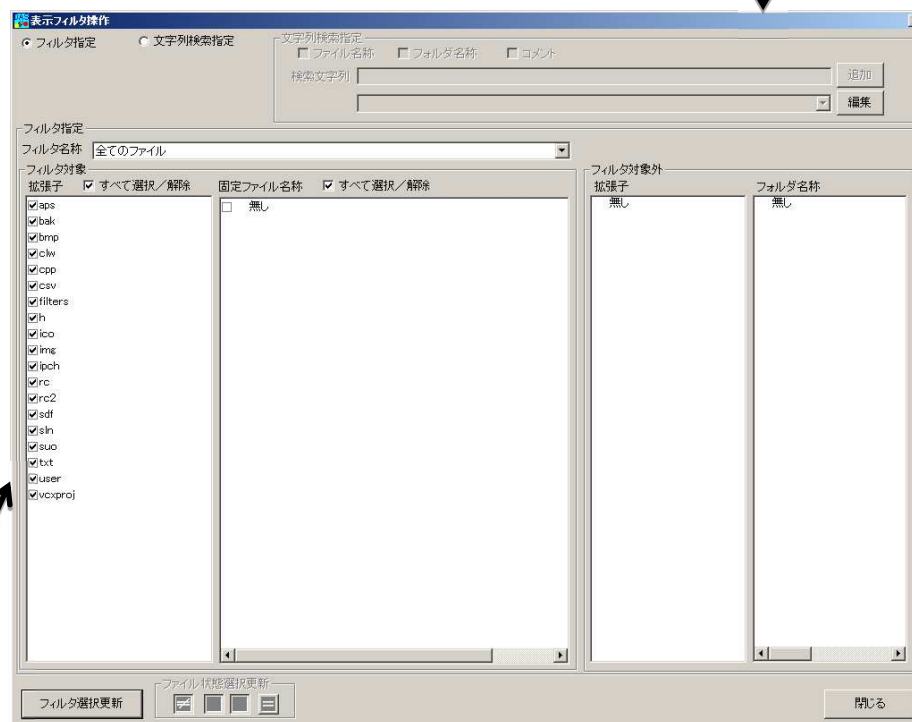 表示フィルタ操作
フィルタ指定 文字列検索指定
文字列検索指定
ファイル名称 フォルダ名称 コメント
検索文字列 追加
編集
フィルタ指定
フィルタ名称 全てのファイル
フィルタ対象
拡張子 すべて選択／解除 固定ファイル名称 すべて選択／解除
フィルタ対象外
拡張子 フォルダ名称
aps
無し
無し
無し
bak
bmp
clw
cpp
csv
filters
h
ico
img
ipch
rc
rc2
sdf
sln
suo
txt
user
vcxproj
フィルタ選択更新
ファイル状態選択更新
閉じる